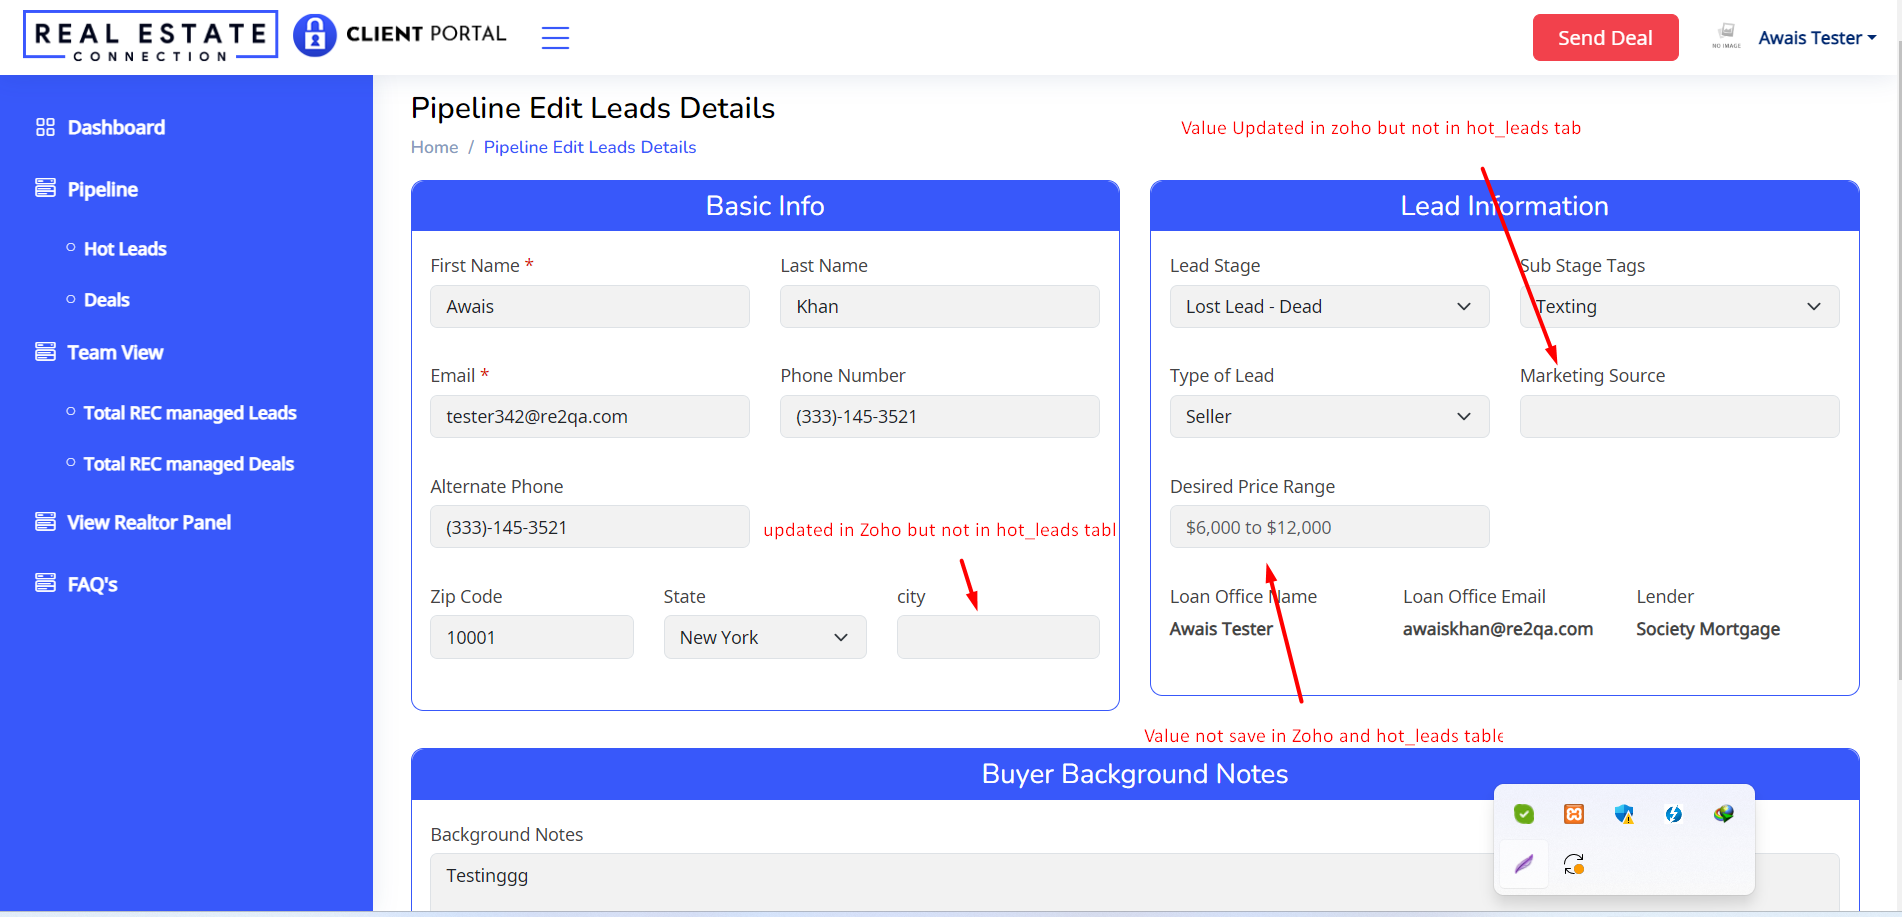 REAL ESTATE
CONNECTION
CLIENT PORTAL
Send Deal
NO IMAGE
Awais Tester
Dashboard
Pipeline
Hot Leads
Deals
Team View
Total REC managed Leads
Total REC managed Deals
View Realtor Panel
FAQ's
Pipeline Edit Leads Details
Home / Pipeline Edit Leads Details
Value Updated in zoho but not in hot_leads tab
Basic Info
First Name *
Last Name
Awais
Khan
Email *
Phone Number
tester342@re2qa.com
(333)-145-3521
Alternate Phone
(333)-145-3521
updated in Zoho but not in hot_leads tabl
Zip Code
State
city
10001
New York
Lead Information
Lead Stage
Sub Stage Tags
Lost Lead - Dead
Texting
Type of Lead
Marketing Source
Seller
Desired Price Range
$6,000 to $12,000
Loan Office Name
Loan Office Email
Lender
Awais Tester
awaiskhan@re2qa.com
Society Mortgage
Value not save in Zoho and hot_leads table
Buyer Background Notes
Background Notes
Testinggg